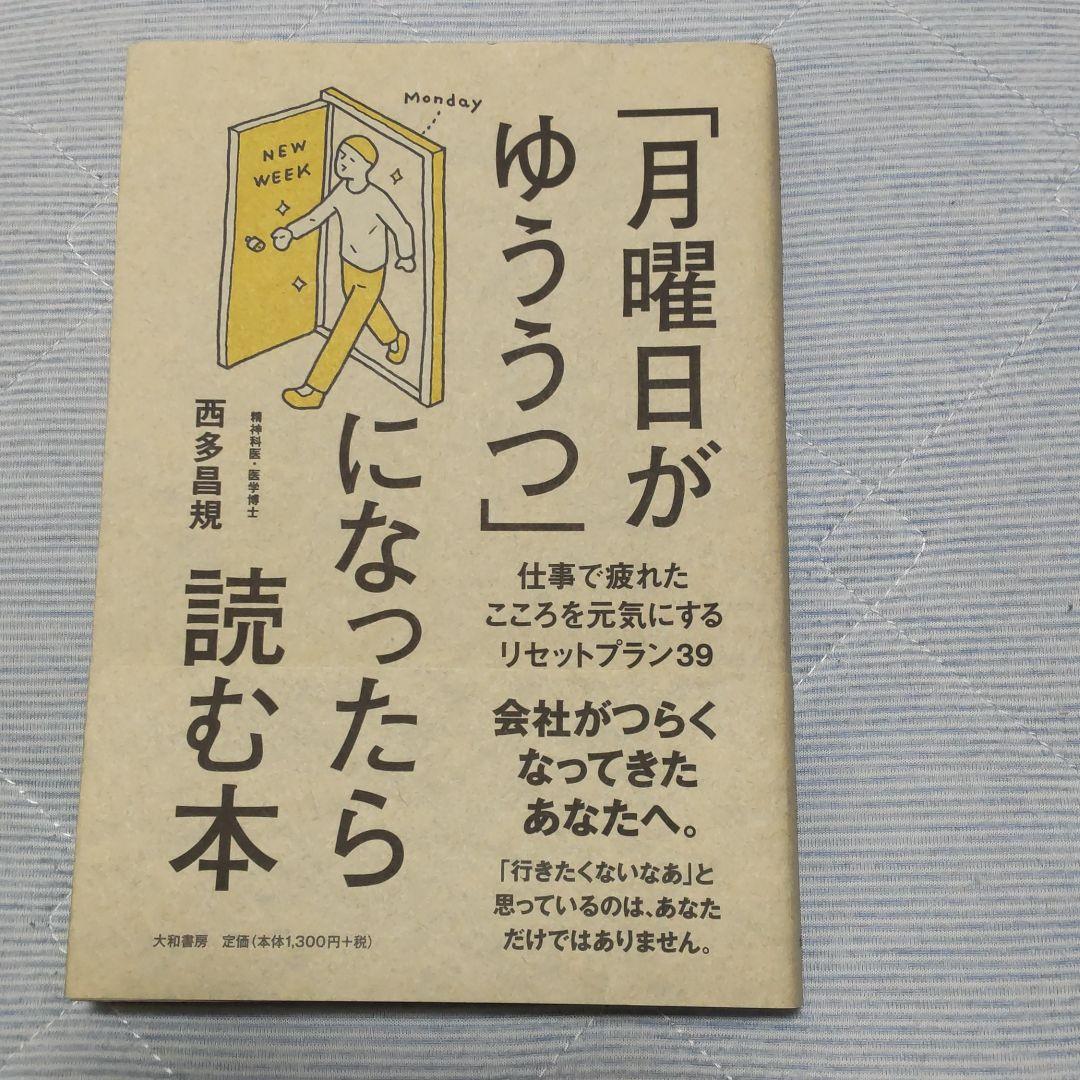 「月曜日が
ゆううつ」
になったら
読む本
Monday
NEW
WEEK
精神科医・医学博士
西多昌規
仕事で疲れた
こころを元気にする
リセットプラン39
会社がつらく
なってきた
あなたへ。
「行きたくないなあ」と
思っているのは、あなた
だけではありません。
大和書房 定価(本体1,300円+税)